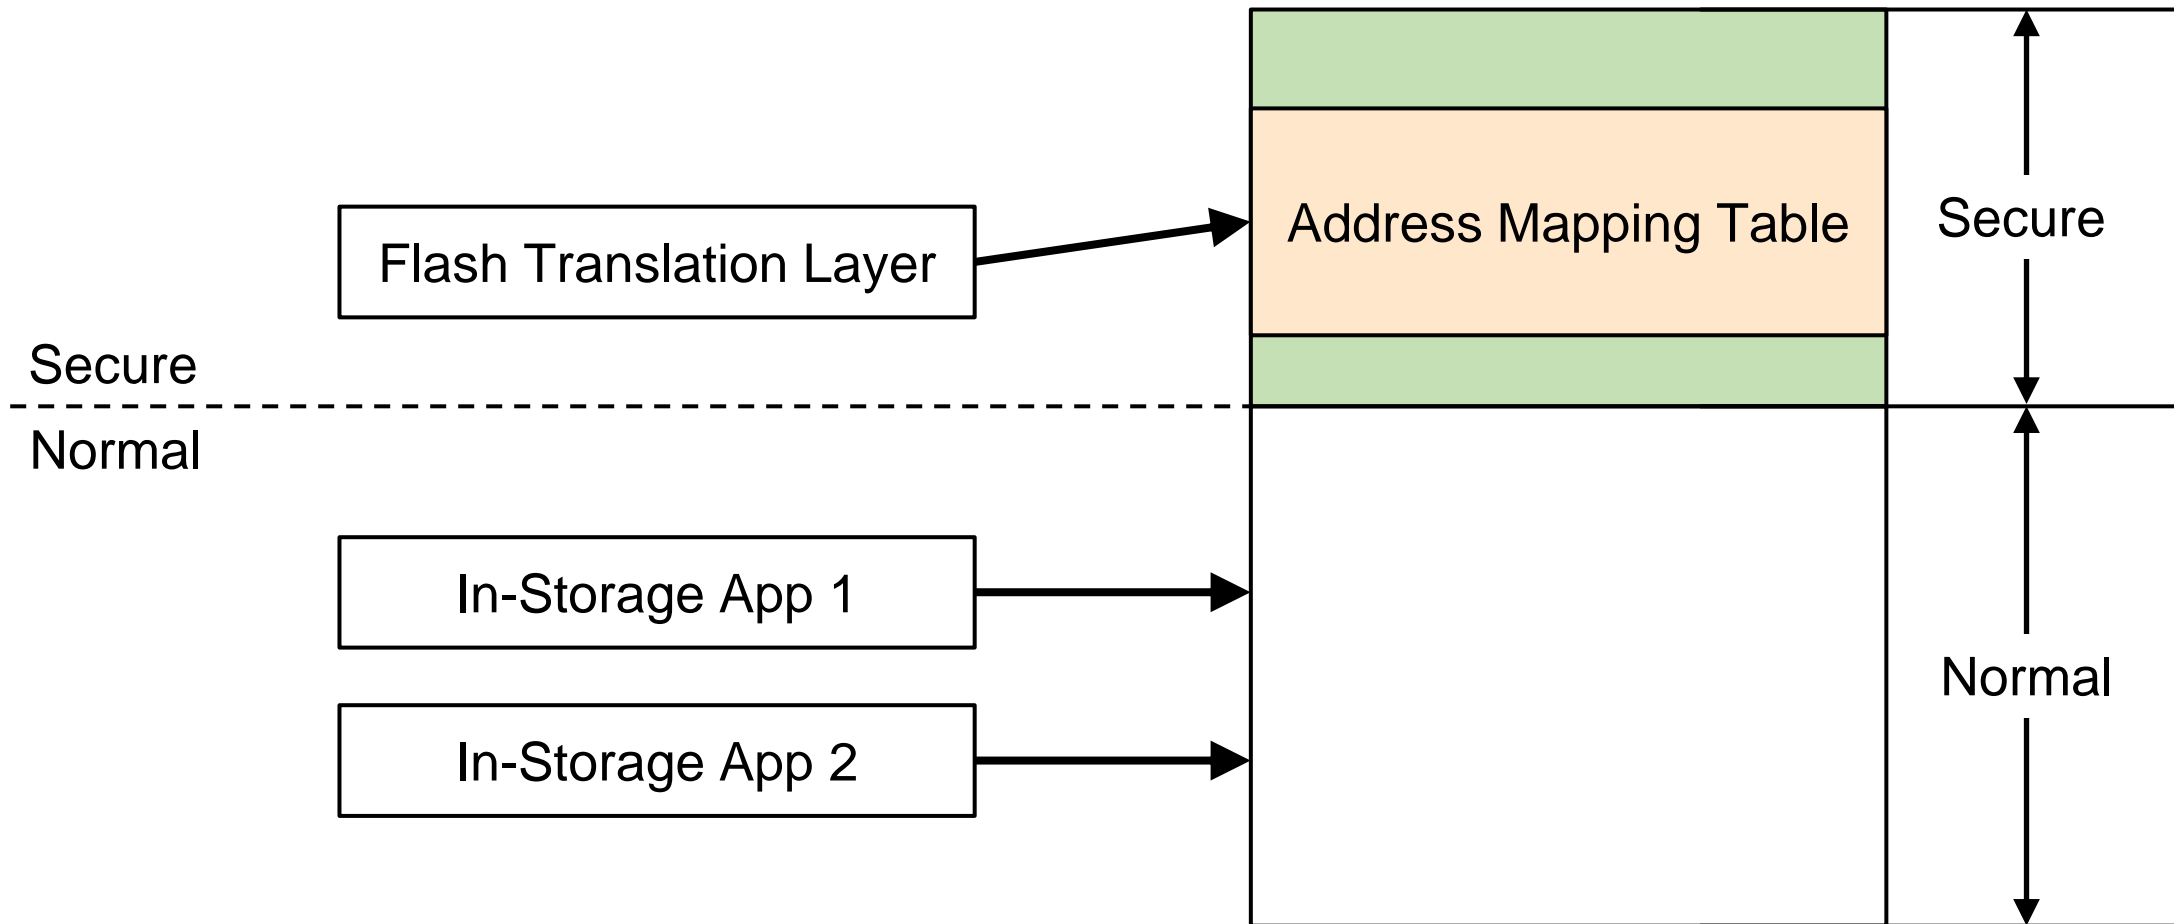 Address Mapping Table
Secure
Flash Translation Layer
Secure
Normal
In-Storage App 1
Normal
In-Storage App 2